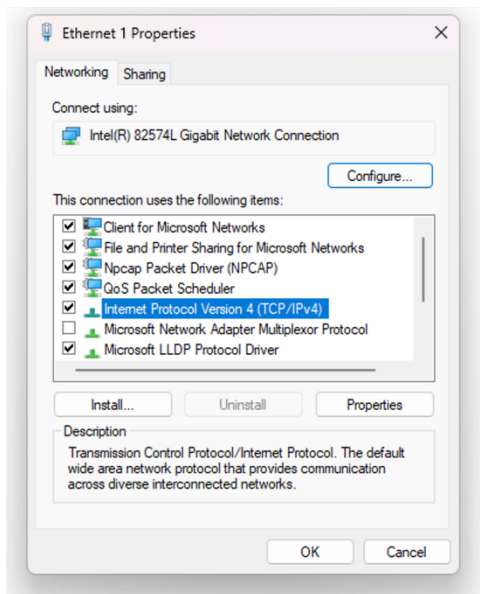 Ethernet 1 Properties
Networking
Sharing
Connect using:
Intel(R) 82574L Gigabit Network Connection
Configure...
This connection uses the following items:
Client for Microsoft Networks
File and Printer Sharing for Microsoft Networks
Npcap Packet Driver (NPCAP)
QoS Packet Scheduler
Internet Protocol Version 4 (TCP/IPv4)
Microsoft Network Adapter Multiplexor Protocol
Microsoft LLDP Protocol Driver
Install...
Uninstall
Properties
Description
Transmission Control Protocol/Internet Protocol. The default
wide area network protocol that provides communication
across diverse interconnected networks.
OK
Cancel